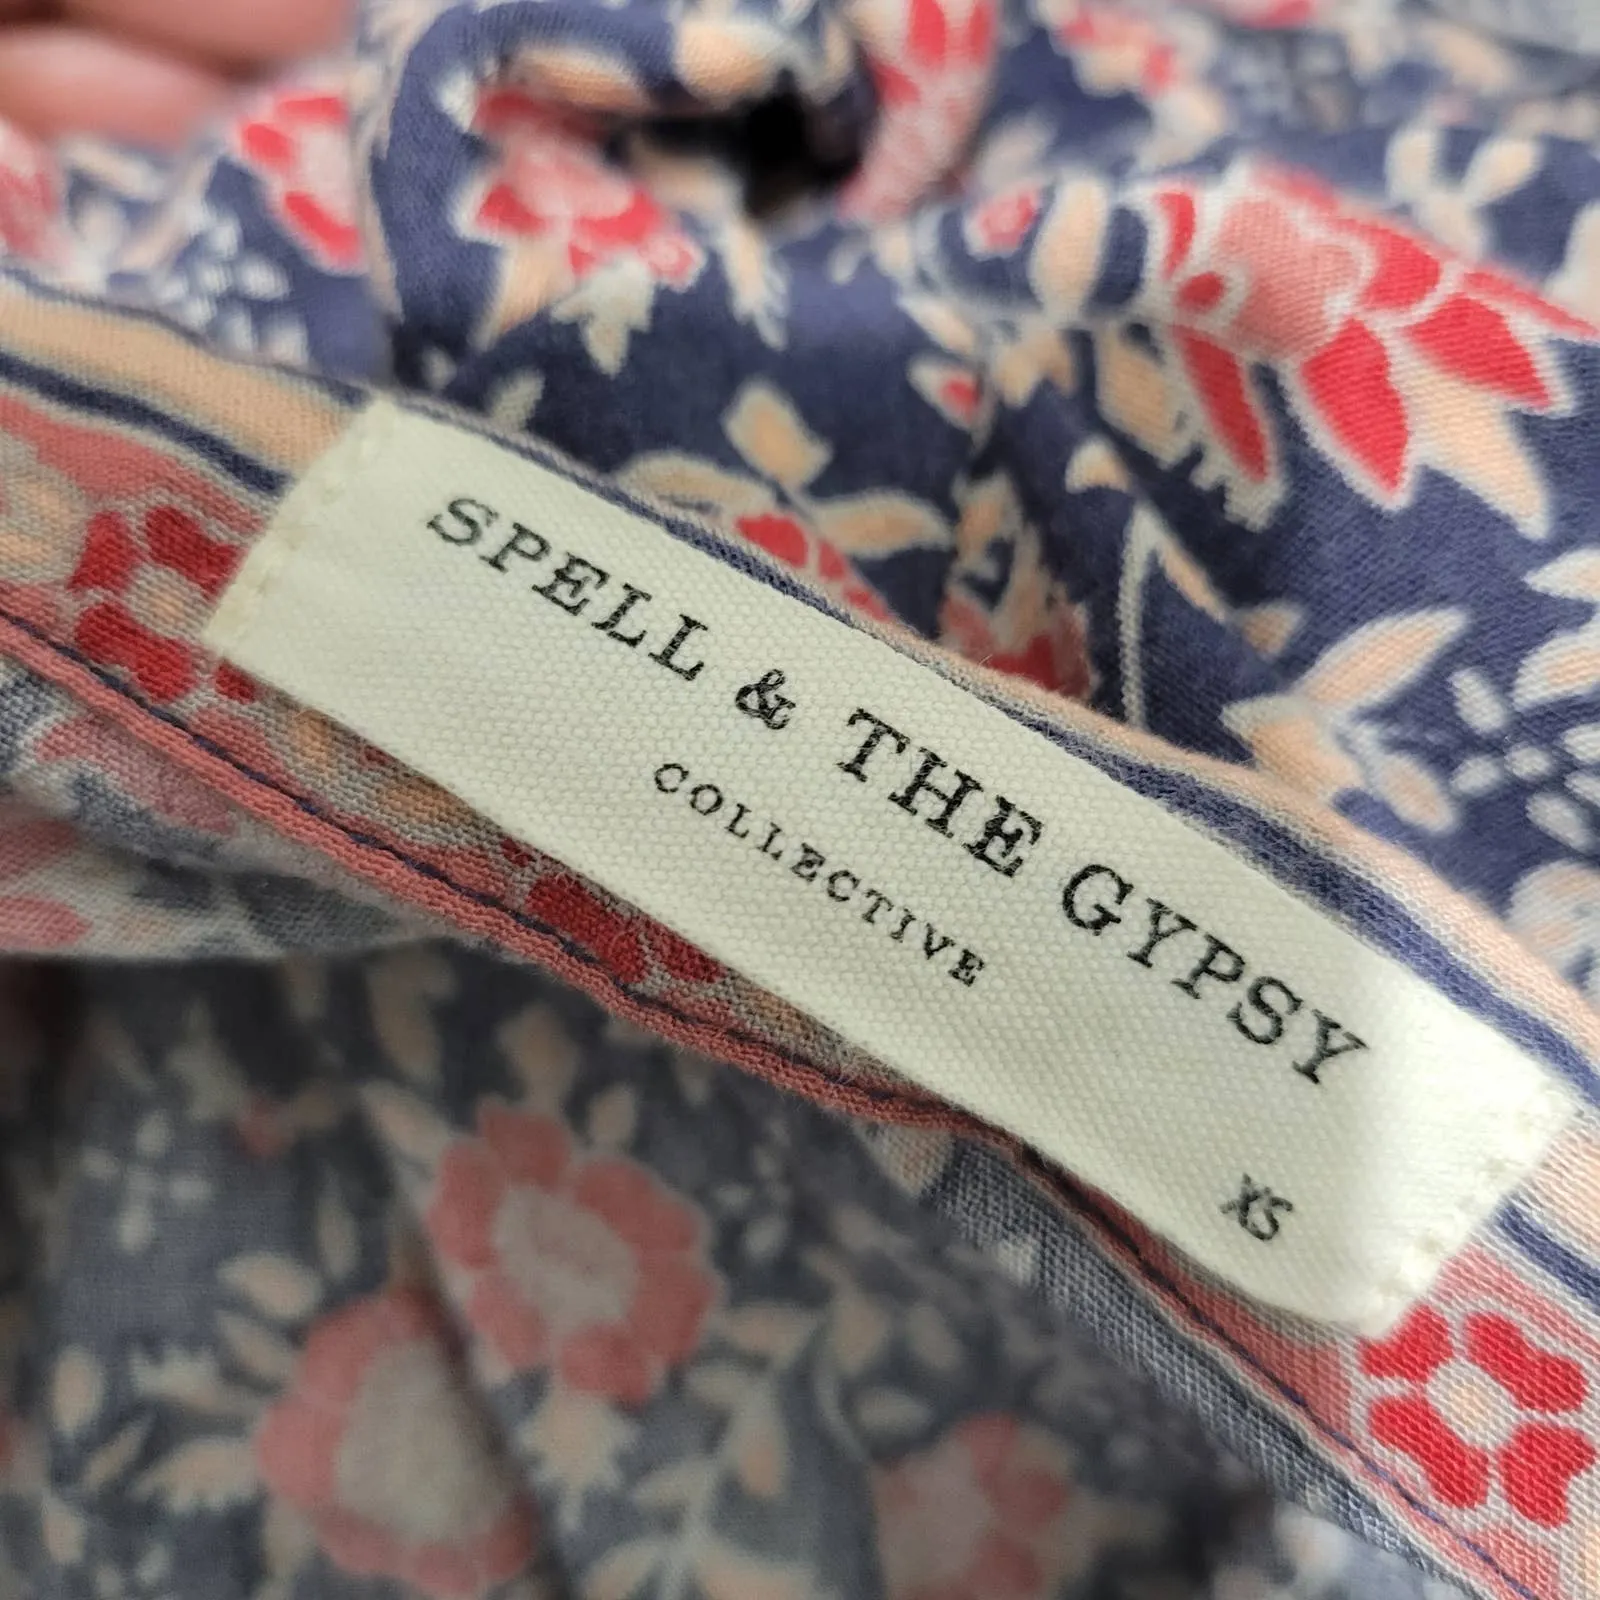 SPELL & THE GYPSY
COLLECTIVE
XS